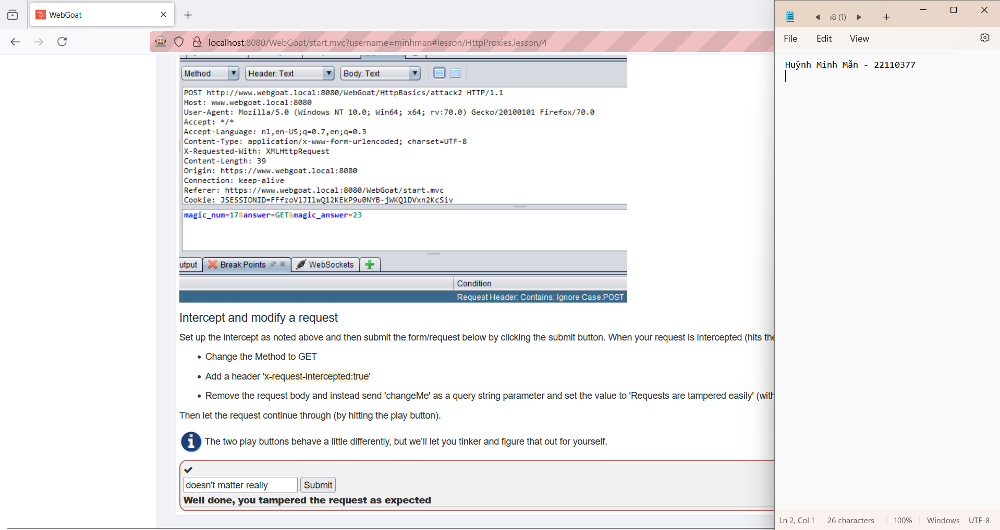 WebGoat
localhost:8080/WebGoat/start.mvc?username=minhman#lesson/HttpProxies.lesson/4
Method
Header: Text
Body: Text
POST http://www.webgoat.local:8080/WebGoat/HttpBasics/attack2 HTTP/1.1
Host: www.webgoat.local:8080
User-Agent: Mozilla/5.0 (Windows NT 10.0; Win64; x64; rv:70.0) Gecko/20100101 Firefox/70.0
Accept: */*
Accept-Language: nl,en-US;q=0.7,en;q=0.3
Content-Type: application/x-www-form-urlencoded; charset=UTF-8
X-Requested-With: XMLHttpRequest
Content-Length: 39
Origin: https://www.webgoat.local:8080
Connection: keep-alive
Referer: https://www.webgoat.local:8080/WebGoat/start.mvc
Cookie: JSESSIONID=FFfzoV1JIlwQ12KEkP9u0NYB-jWKQlDVxn2KcSiv
magic_num=17&answer=GET&magic_answer=23
utput
Break Points
WebSockets
Condition
Request Header: Contains: Ignore Case:POST
Intercept and modify a request
Set up the intercept as noted above and then submit the form/request below by clicking the submit button. When your request is intercepted (hits the
• Change the Method to GET
• Add a header 'x-request-intercepted:true'
• Remove the request body and instead send 'changeMe' as a query string parameter and set the value to 'Requests are tampered easily' (with
Then let the request continue through (by hitting the play button).
The two play buttons behave a little differently, but we’ll let you tinker and figure that out for yourself.
doesn't matter really
Submit
Well done, you tampered the request as expected
8 (1)
File
Edit
View
Huỳnh Minh Mẫn - 22110377
Ln 2, Col 1
26 characters
100%
Windows
UTF-8